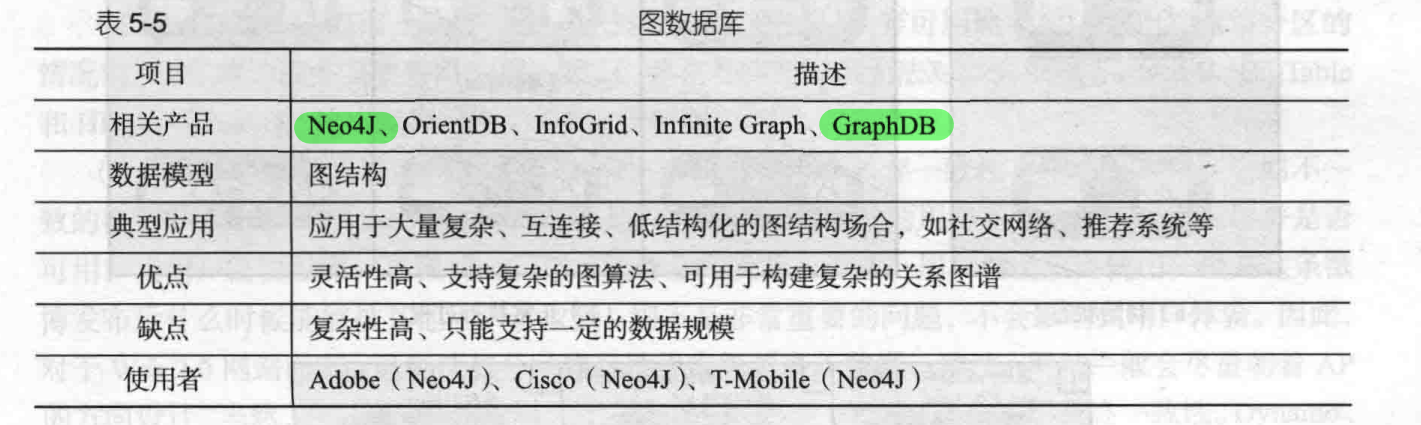 表 5-5 图数据库
项目 描述
相关产品 Neo4J、OrientDB、InfoGrid、Infinite Graph、GraphDB
数据模型 图结构
典型应用 应用于大量复杂、互连接、低结构化的图结构场合，如社交网络、推荐系统等
优点 灵活性高、支持复杂的图算法、可用于构建复杂的关系图谱
缺点 复杂性高、只能支持一定的数据规模
使用者 Adobe（Neo4J）、Cisco（Neo4J）、T-Mobile（Neo4J）